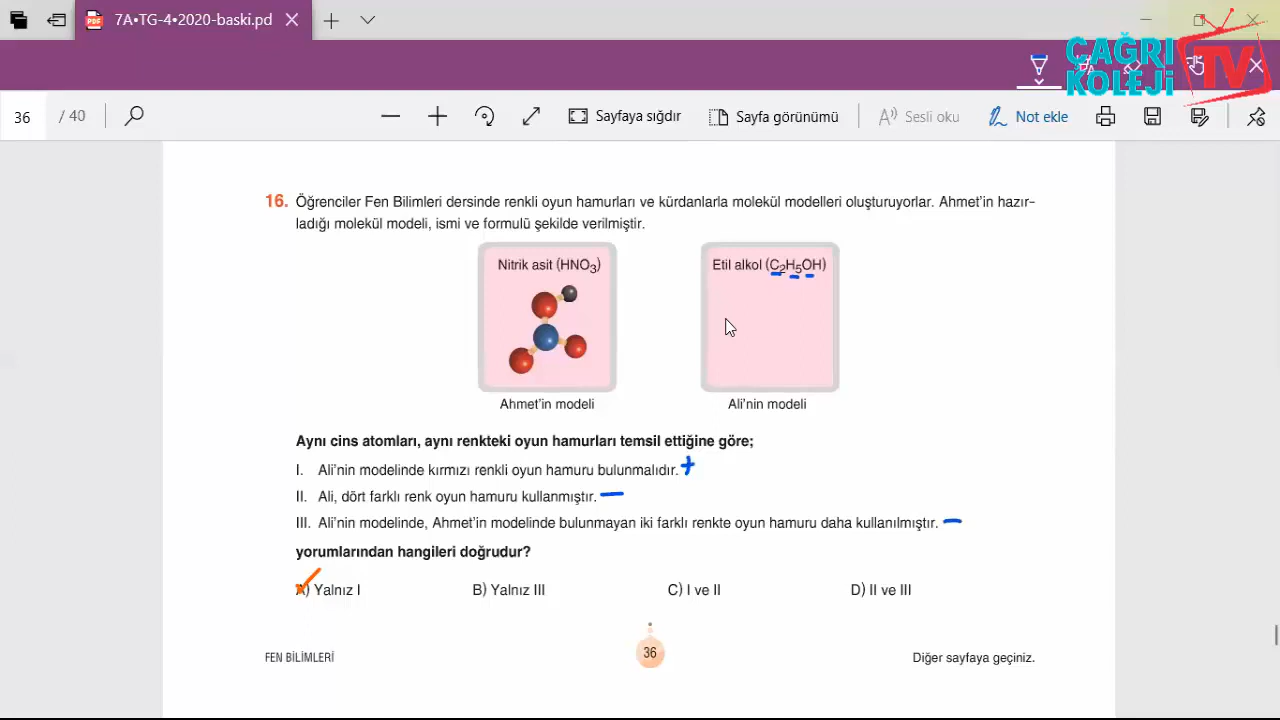 7A•TG-4•2020-baski.pd
ÇAĞRI
KOLEJİ
TV
36 / 40
Sayfaya sığdır
Sayfa görünümü
Sesli oku
Not ekle
16. Öğrenciler Fen Bilimleri dersinde renkli oyun hamurları ve kürdanlarla molekül modelleri oluşturuyorlar. Ahmet'in hazır-
ladığı molekül modeli, ismi ve formulü şekilde verilmiştir.
Nitrik asit (HNO₃)
Etil alkol (C₂H₅OH)
Ahmet'in modeli
Ali'nin modeli
Aynı cins atomları, aynı renkteki oyun hamurları temsil ettiğine göre;
I. Ali'nin modelinde kırmızı renkli oyun hamuru bulunmalıdır. +
II. Ali, dört farklı renk oyun hamuru kullanmıştır. –
III. Ali'nin modelinde, Ahmet'in modelinde bulunmayan iki farklı renkte oyun hamuru daha kullanılmıştır. –
yorumlarından hangileri doğrudur?
A) Yalnız I B) Yalnız III C) I ve II D) II ve III
FEN BİLİMLERİ
36
Diğer sayfaya geçiniz.